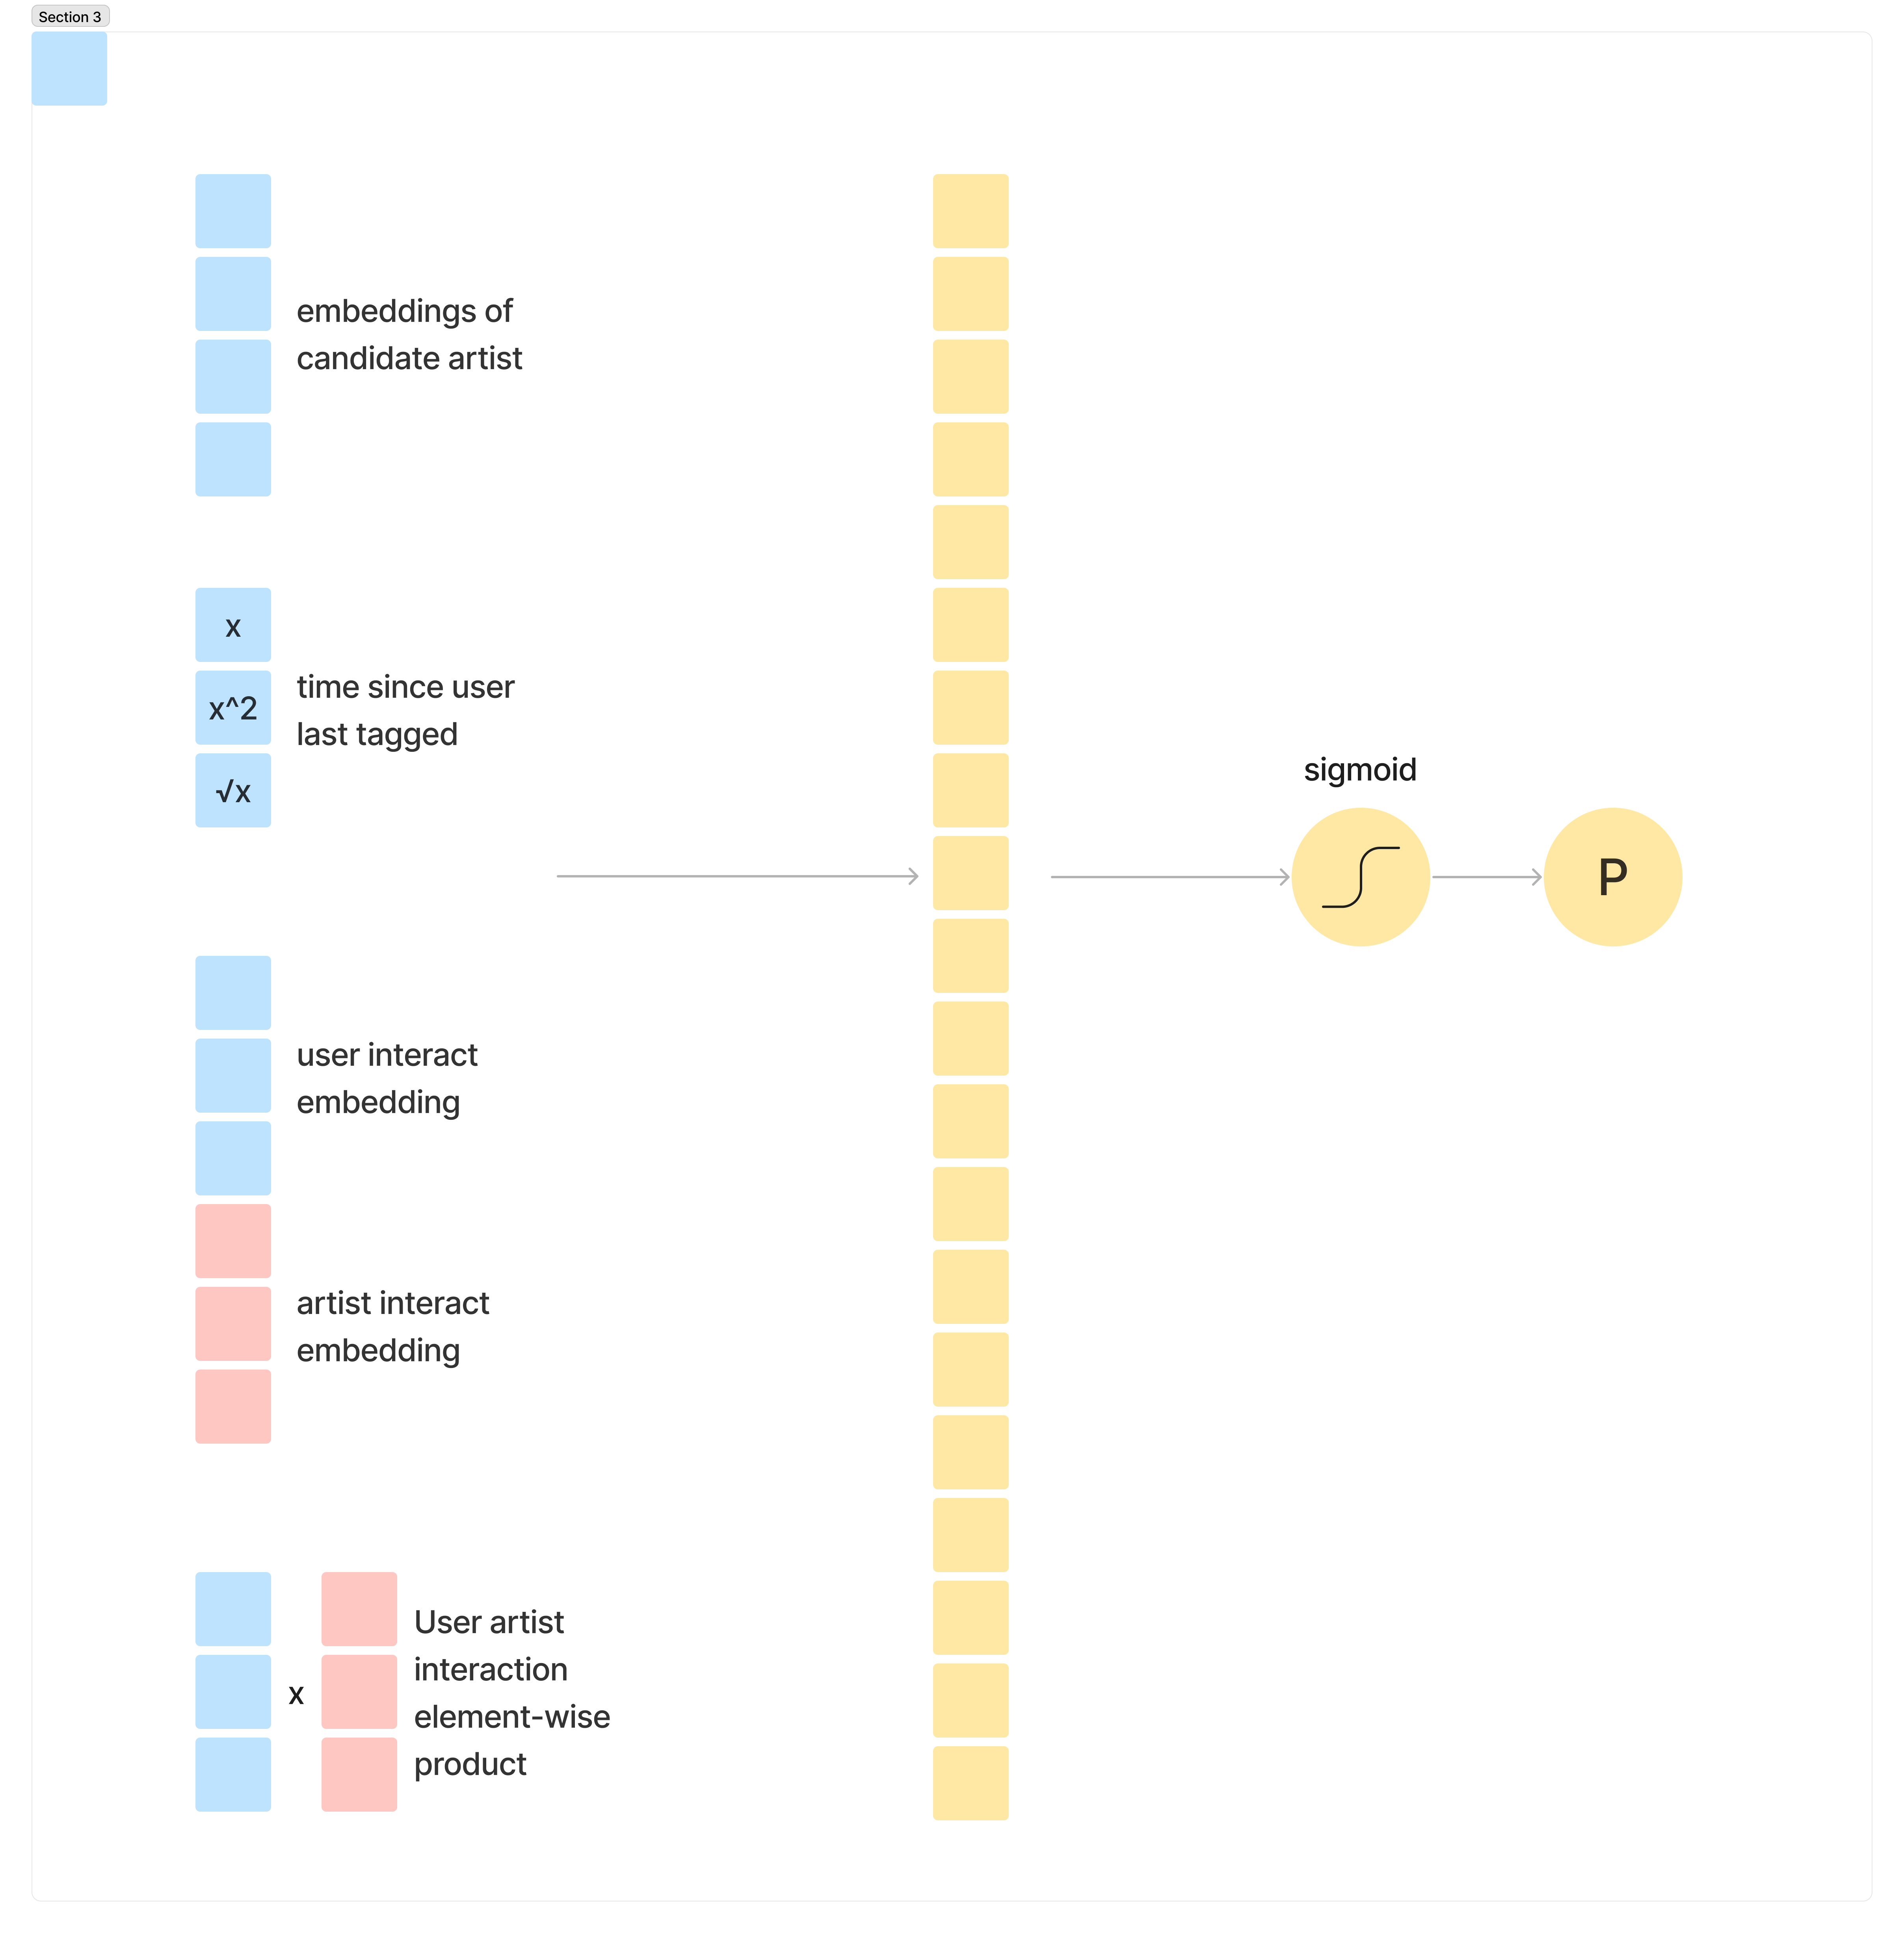 Section 3
embeddings of
candidate artist
x
x^2
√x
time since user
last tagged
sigmoid
P
user interact
embedding
artist interact
embedding
x
User artist
interaction
element-wise
product